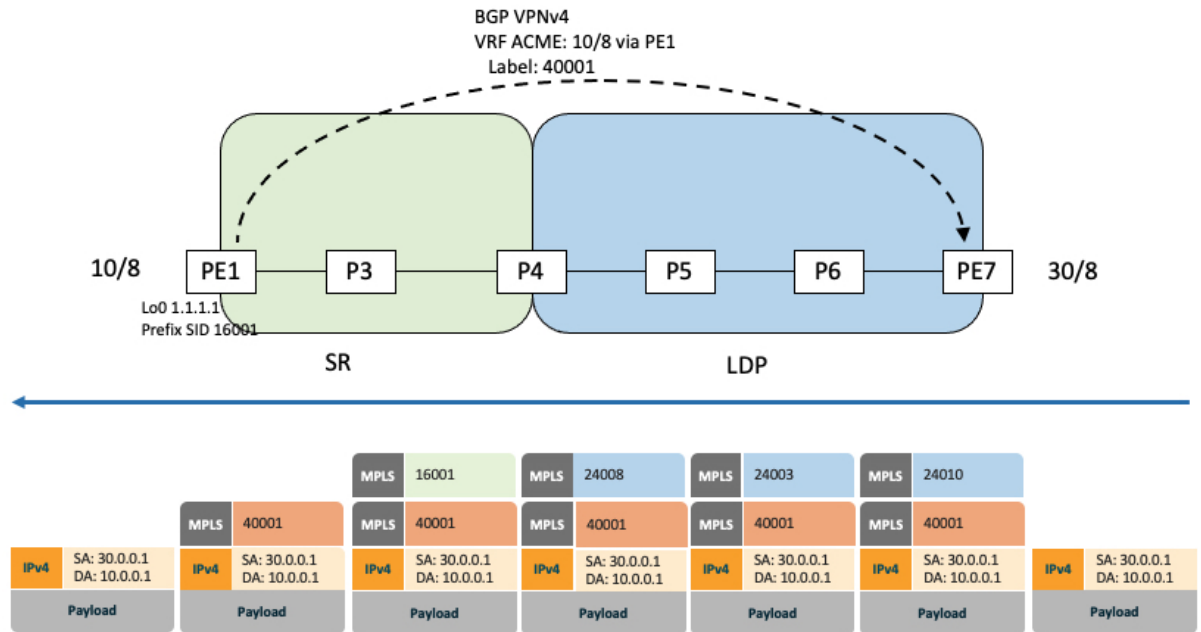 BGP VPNv4
VRF ACME: 10/8 via PE1
Label: 40001
10/8
PE1
P3
P4
P5
P6
PE7
30/8
Lo0 1.1.1.1
Prefix SID 16001
SR
LDP
MPLS 16001
MPLS 24008
MPLS 24003
MPLS 24010
MPLS 40001
MPLS 40001
MPLS 40001
MPLS 40001
MPLS 40001
IPv4 SA: 30.0.0.1
DA: 10.0.0.1
IPv4 SA: 30.0.0.1
DA: 10.0.0.1
IPv4 SA: 30.0.0.1
DA: 10.0.0.1
IPv4 SA: 30.0.0.1
DA: 10.0.0.1
IPv4 SA: 30.0.0.1
DA: 10.0.0.1
IPv4 SA: 30.0.0.1
DA: 10.0.0.1
IPv4 SA: 30.0.0.1
DA: 10.0.0.1
Payload
Payload
Payload
Payload
Payload
Payload
Payload